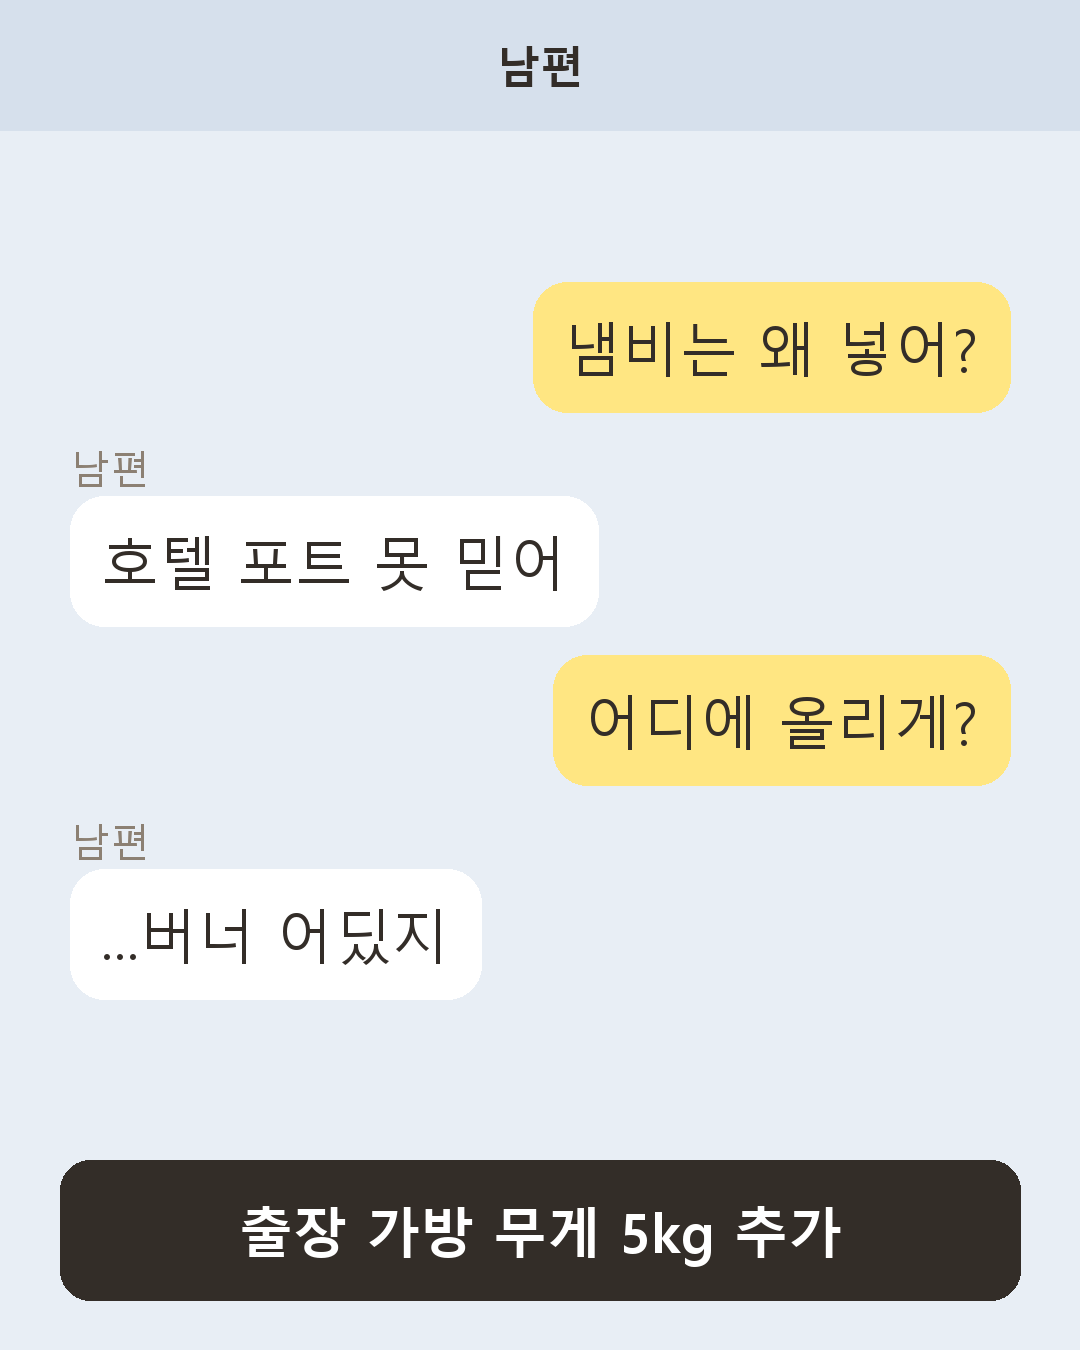 남편
냄비는 왜 넣어?
남편
호텔 포트 못 믿어
어디에 올리게?
남편
...버너 어딨지
출장 가방 무게 5kg 추가